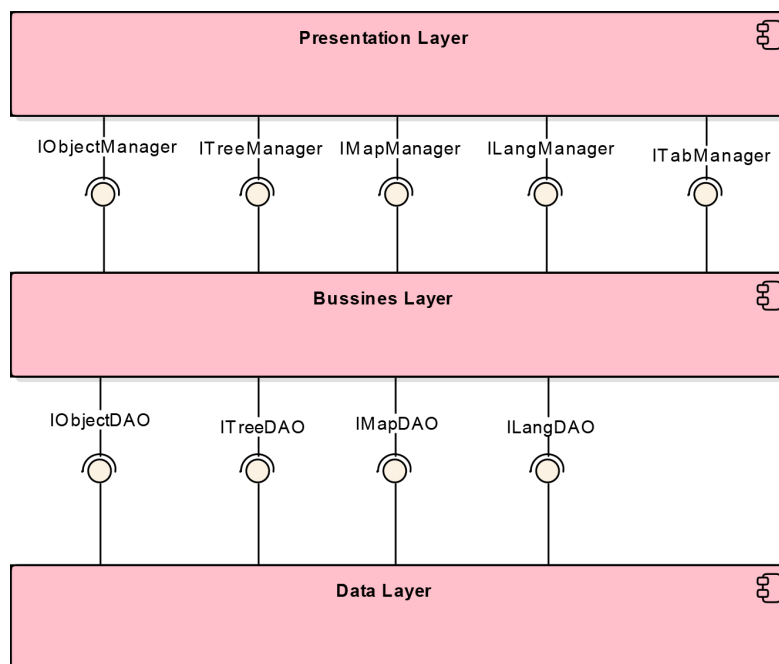 Presentation Layer
IObjectManager ITreeManager IMapManager ILangManager ITabManager
Bussines Layer
IObjectDAO ITreeDAO IMapDAO ILangDAO
Data Layer